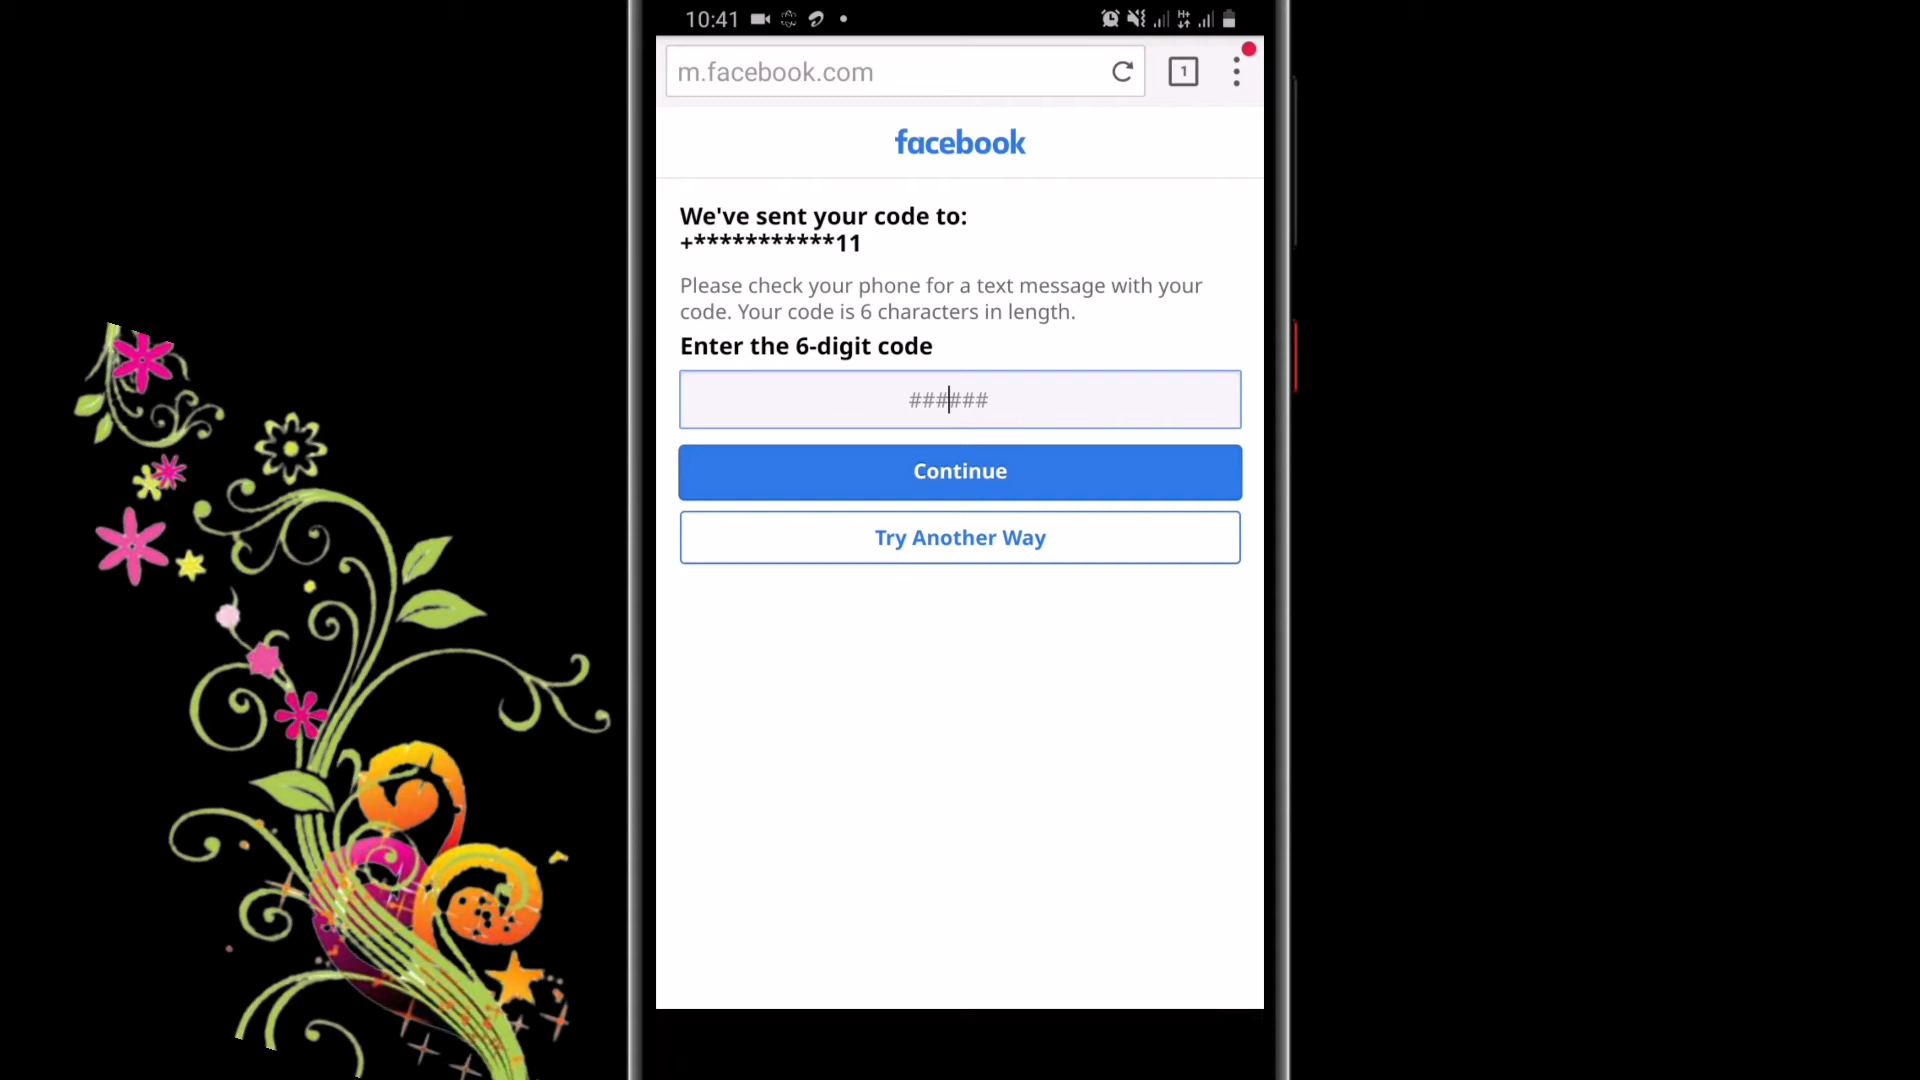 10:41
m.facebook.com
1
facebook
We've sent your code to:
+***********11
Please check your phone for a text message with your
code. Your code is 6 characters in length.
Enter the 6-digit code
######
Continue
Try Another Way